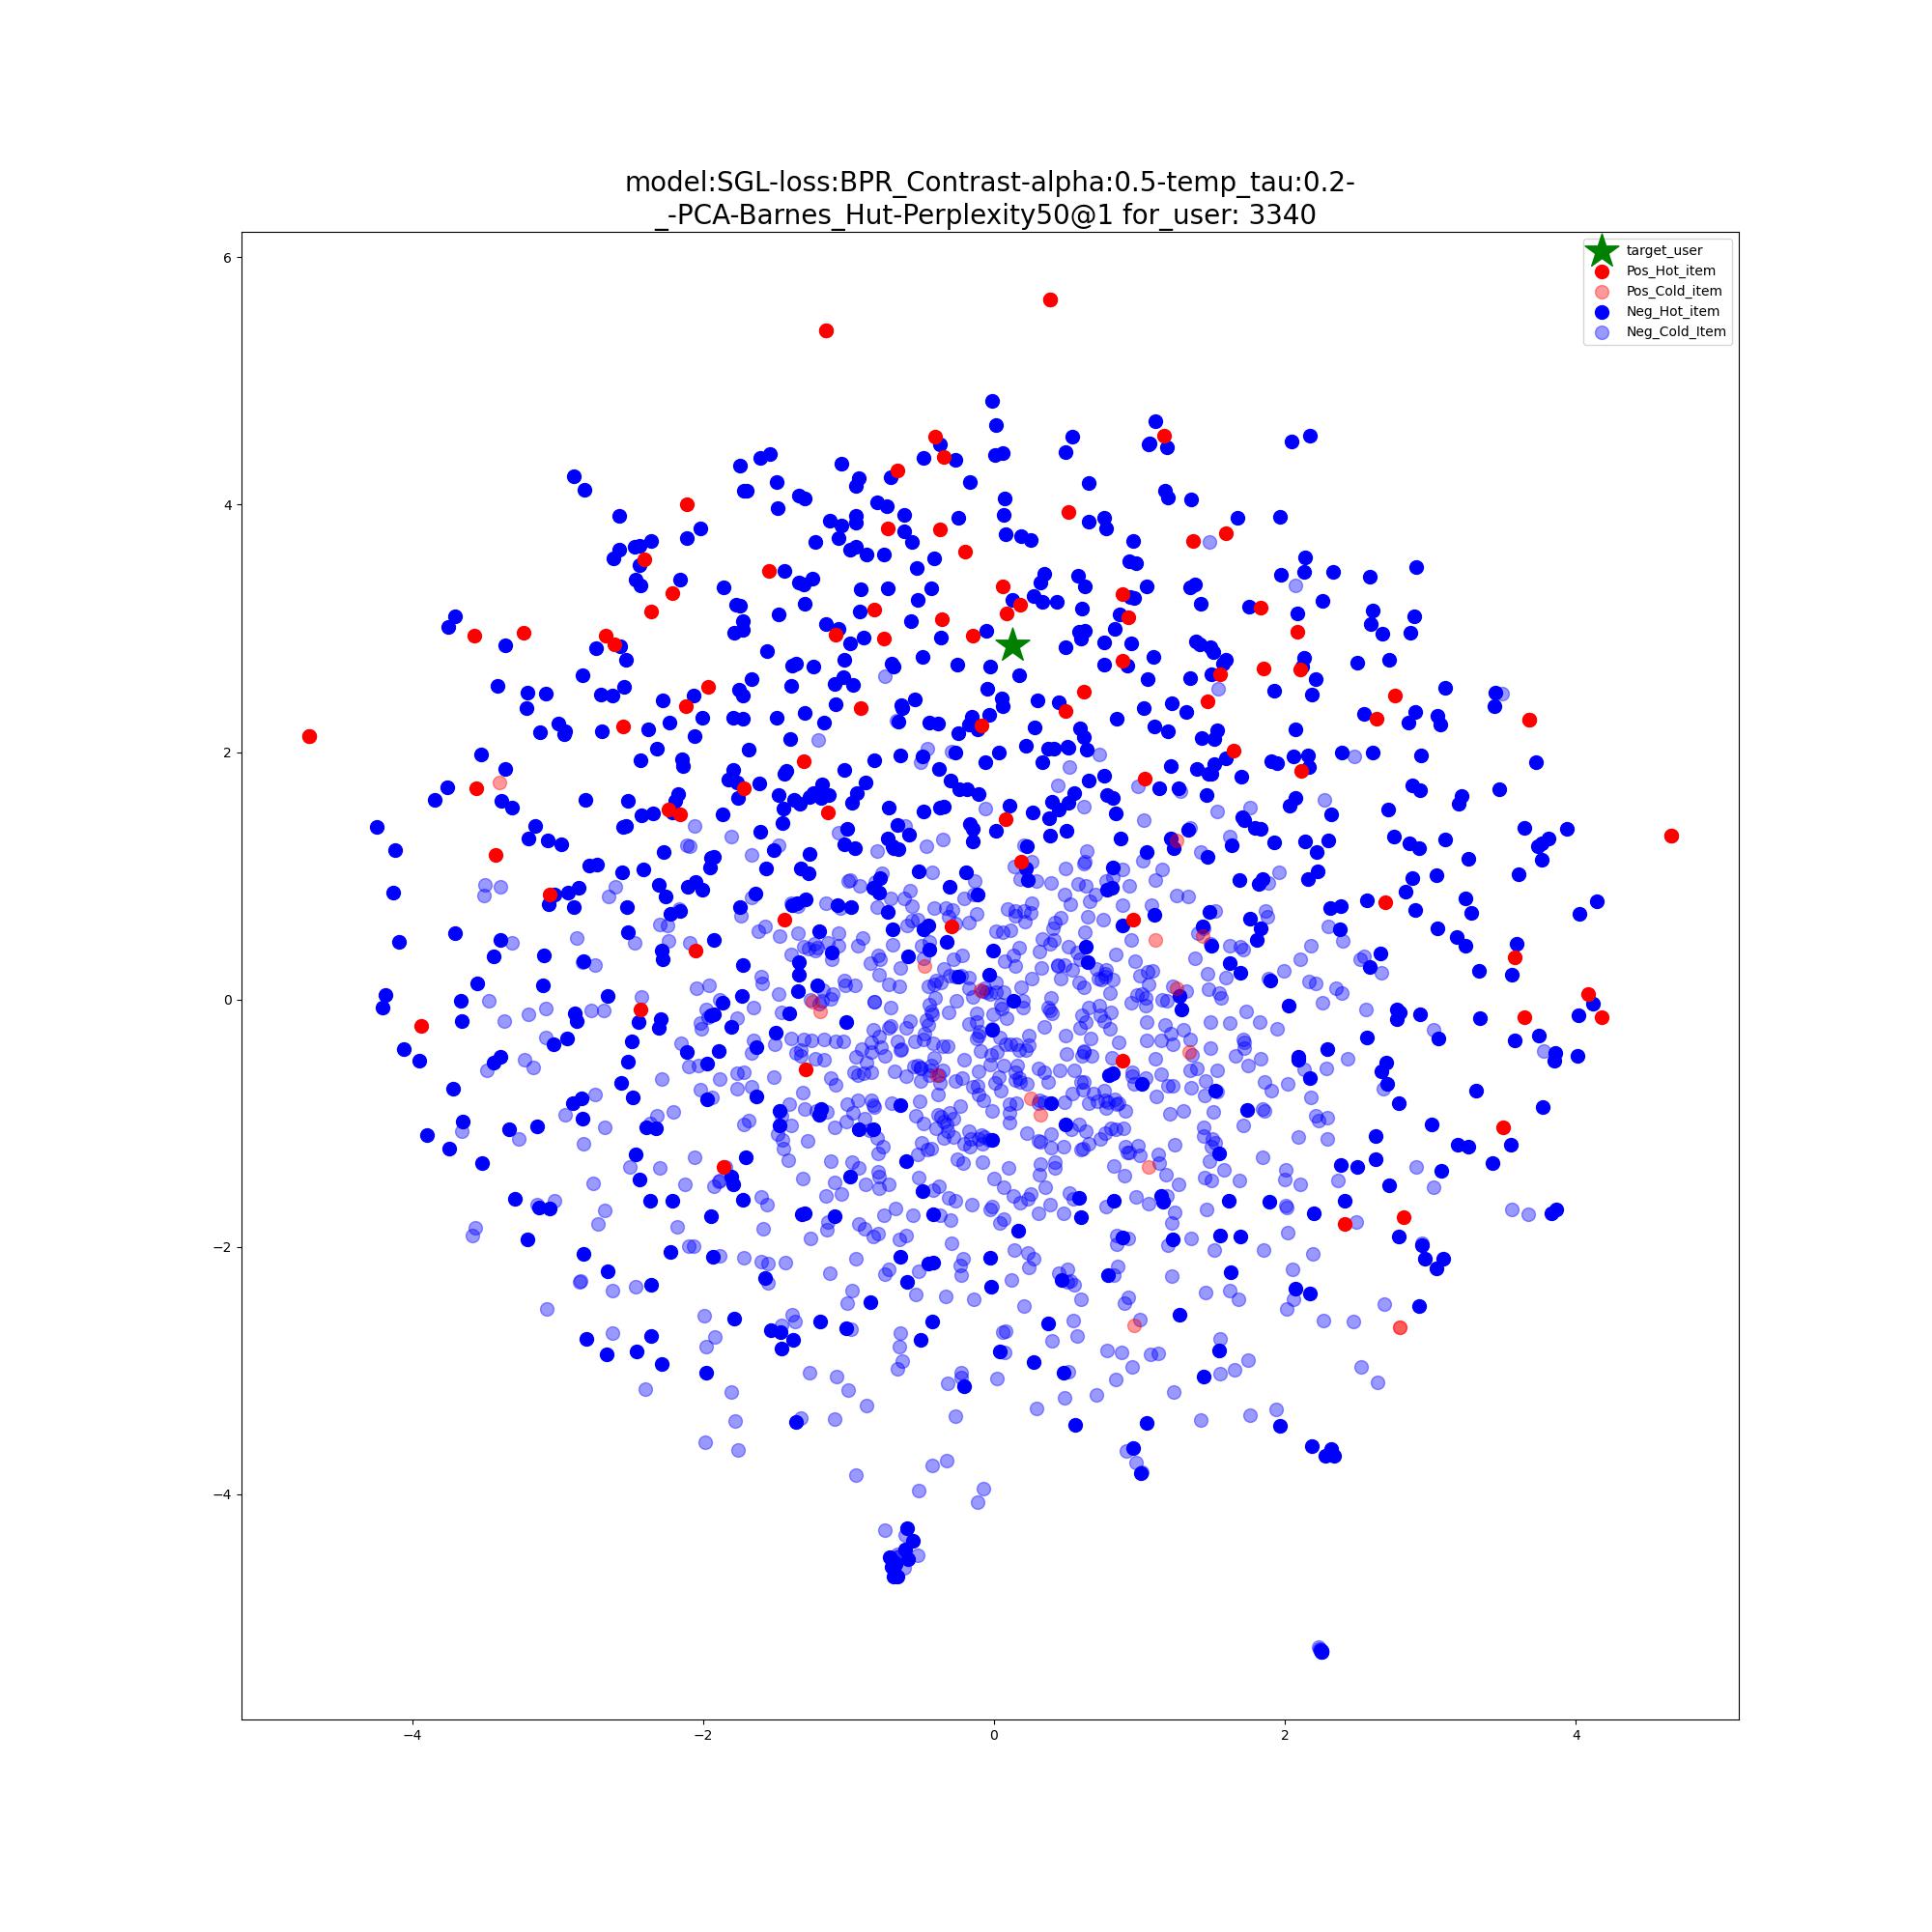 model:SGL-loss:BPR_Contrast-alpha:0.5-temp_tau:0.2-
_-PCA-Barnes_Hut-Perplexity50@1 for_user: 3340
target_user
Pos_Hot_item
Pos_Cold_item
Neg_Hot_item
Neg_Cold_Item
6
4
2
0
−2
−4
−4
−2
0
2
4